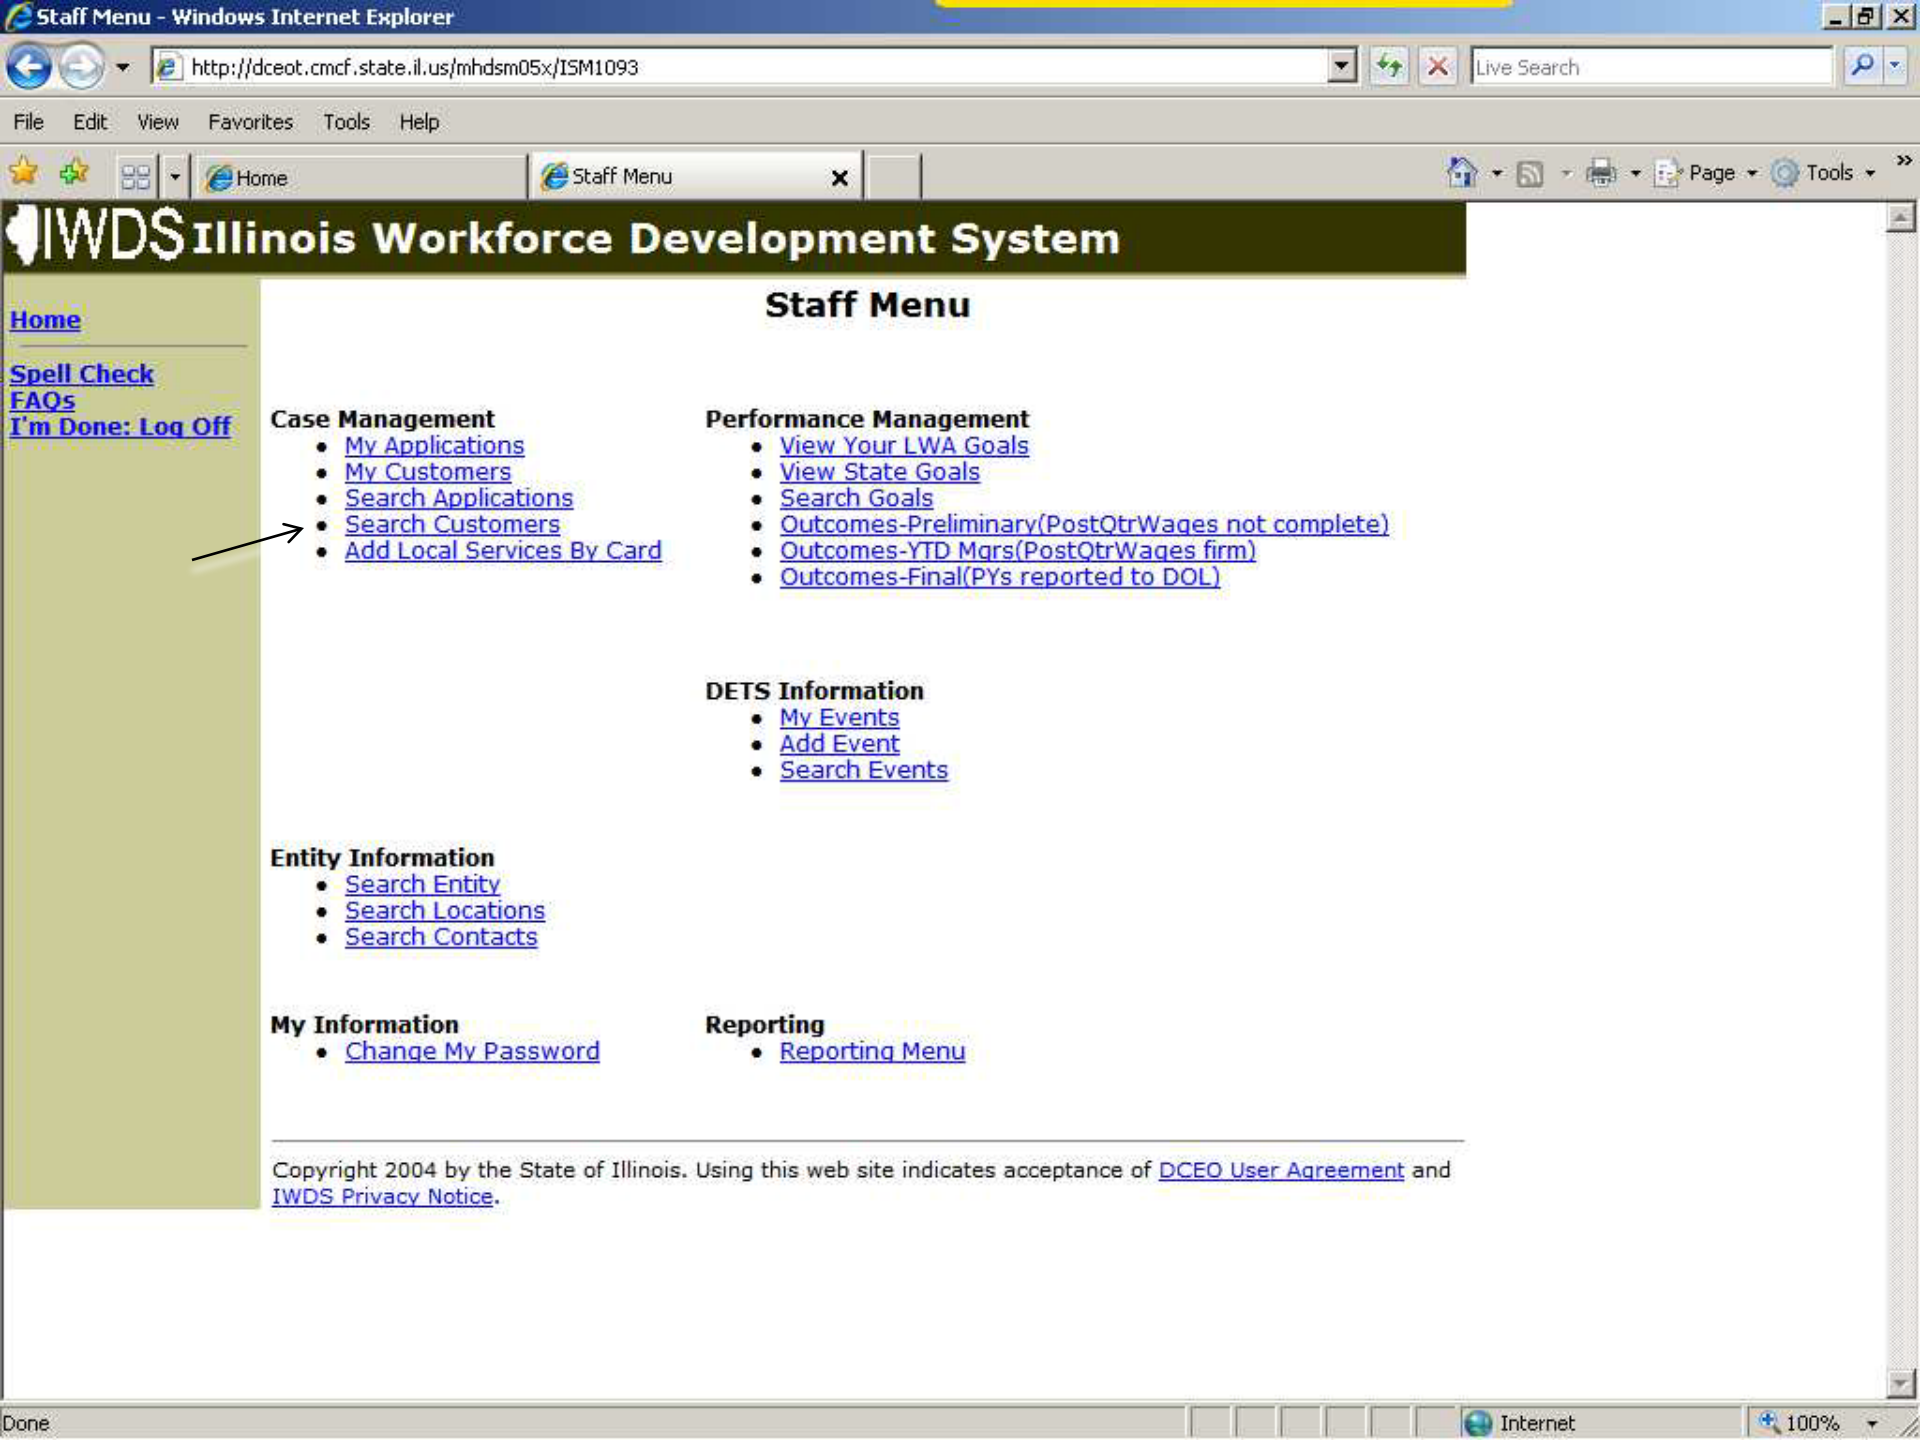 Staff Menu - Windows Internet Explorer
http://dceot.cmcf.state.il.us/mhdsm05x/ISM1093
Live Search
File Edit View Favorites Tools Help
Home
Staff Menu
Page
Tools
IWDS Illinois Workforce Development System
Staff Menu
Home
Spell Check
FAQs
I'm Done: Log Off
Case Management
My Applications
My Customers
Search Applications
Search Customers
Add Local Services By Card
Performance Management
View Your LWA Goals
View State Goals
Search Goals
Outcomes-Preliminary(PostQtrWages not complete)
Outcomes-YTD Mgrs(PostQtrWages firm)
Outcomes-Final(PYs reported to DOL)
DETS Information
My Events
Add Event
Search Events
Entity Information
Search Entity
Search Locations
Search Contacts
My Information
Change My Password
Reporting
Reporting Menu
Copyright 2004 by the State of Illinois. Using this web site indicates acceptance of DCEO User Agreement and
IWDS Privacy Notice.
Done
Internet
100%